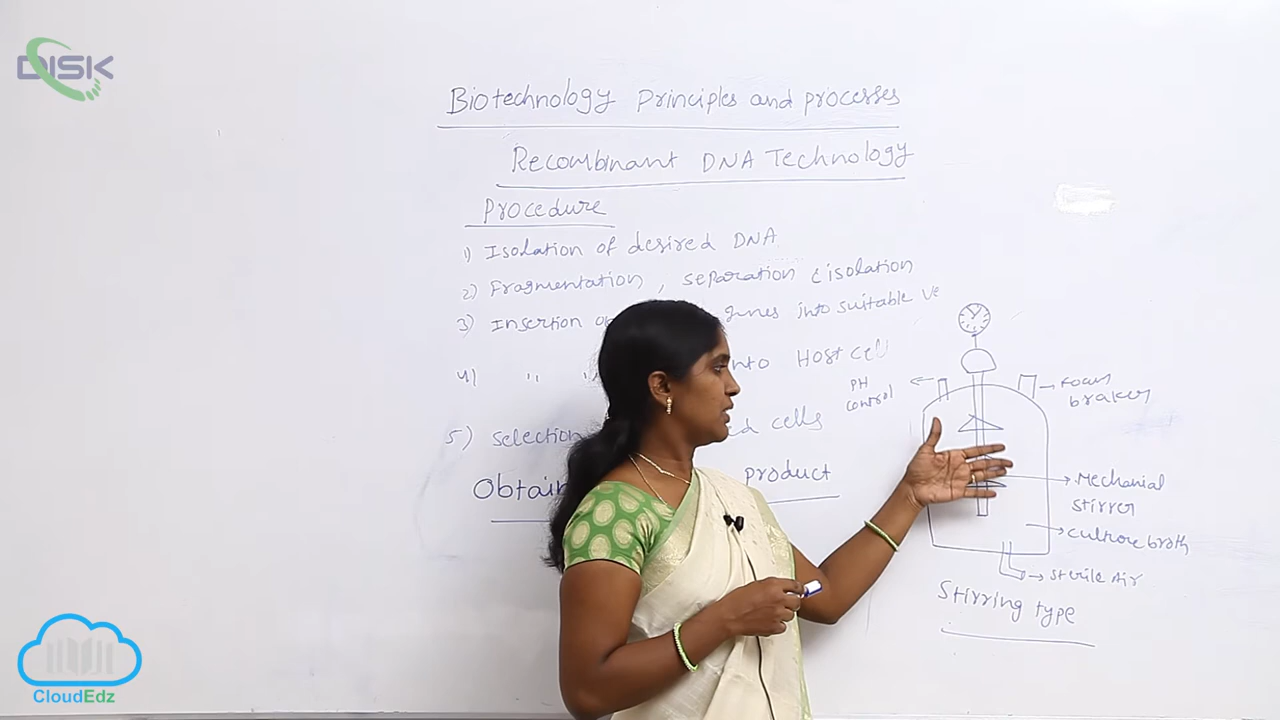 DISK
Biotechnology Principles and processes
Recombinant DNA Technology
Procedure
1) Isolation of desired DNA
2) Fragmentation, separation & isolation
3) Insertion of genes into suitable Ve
4) " " into Host cell
5) selection cells
Obtain product
PH
control
Foam
brakes
Mechanial
stirrer
culture broth
sterile Air
Stirring type
CloudEdz